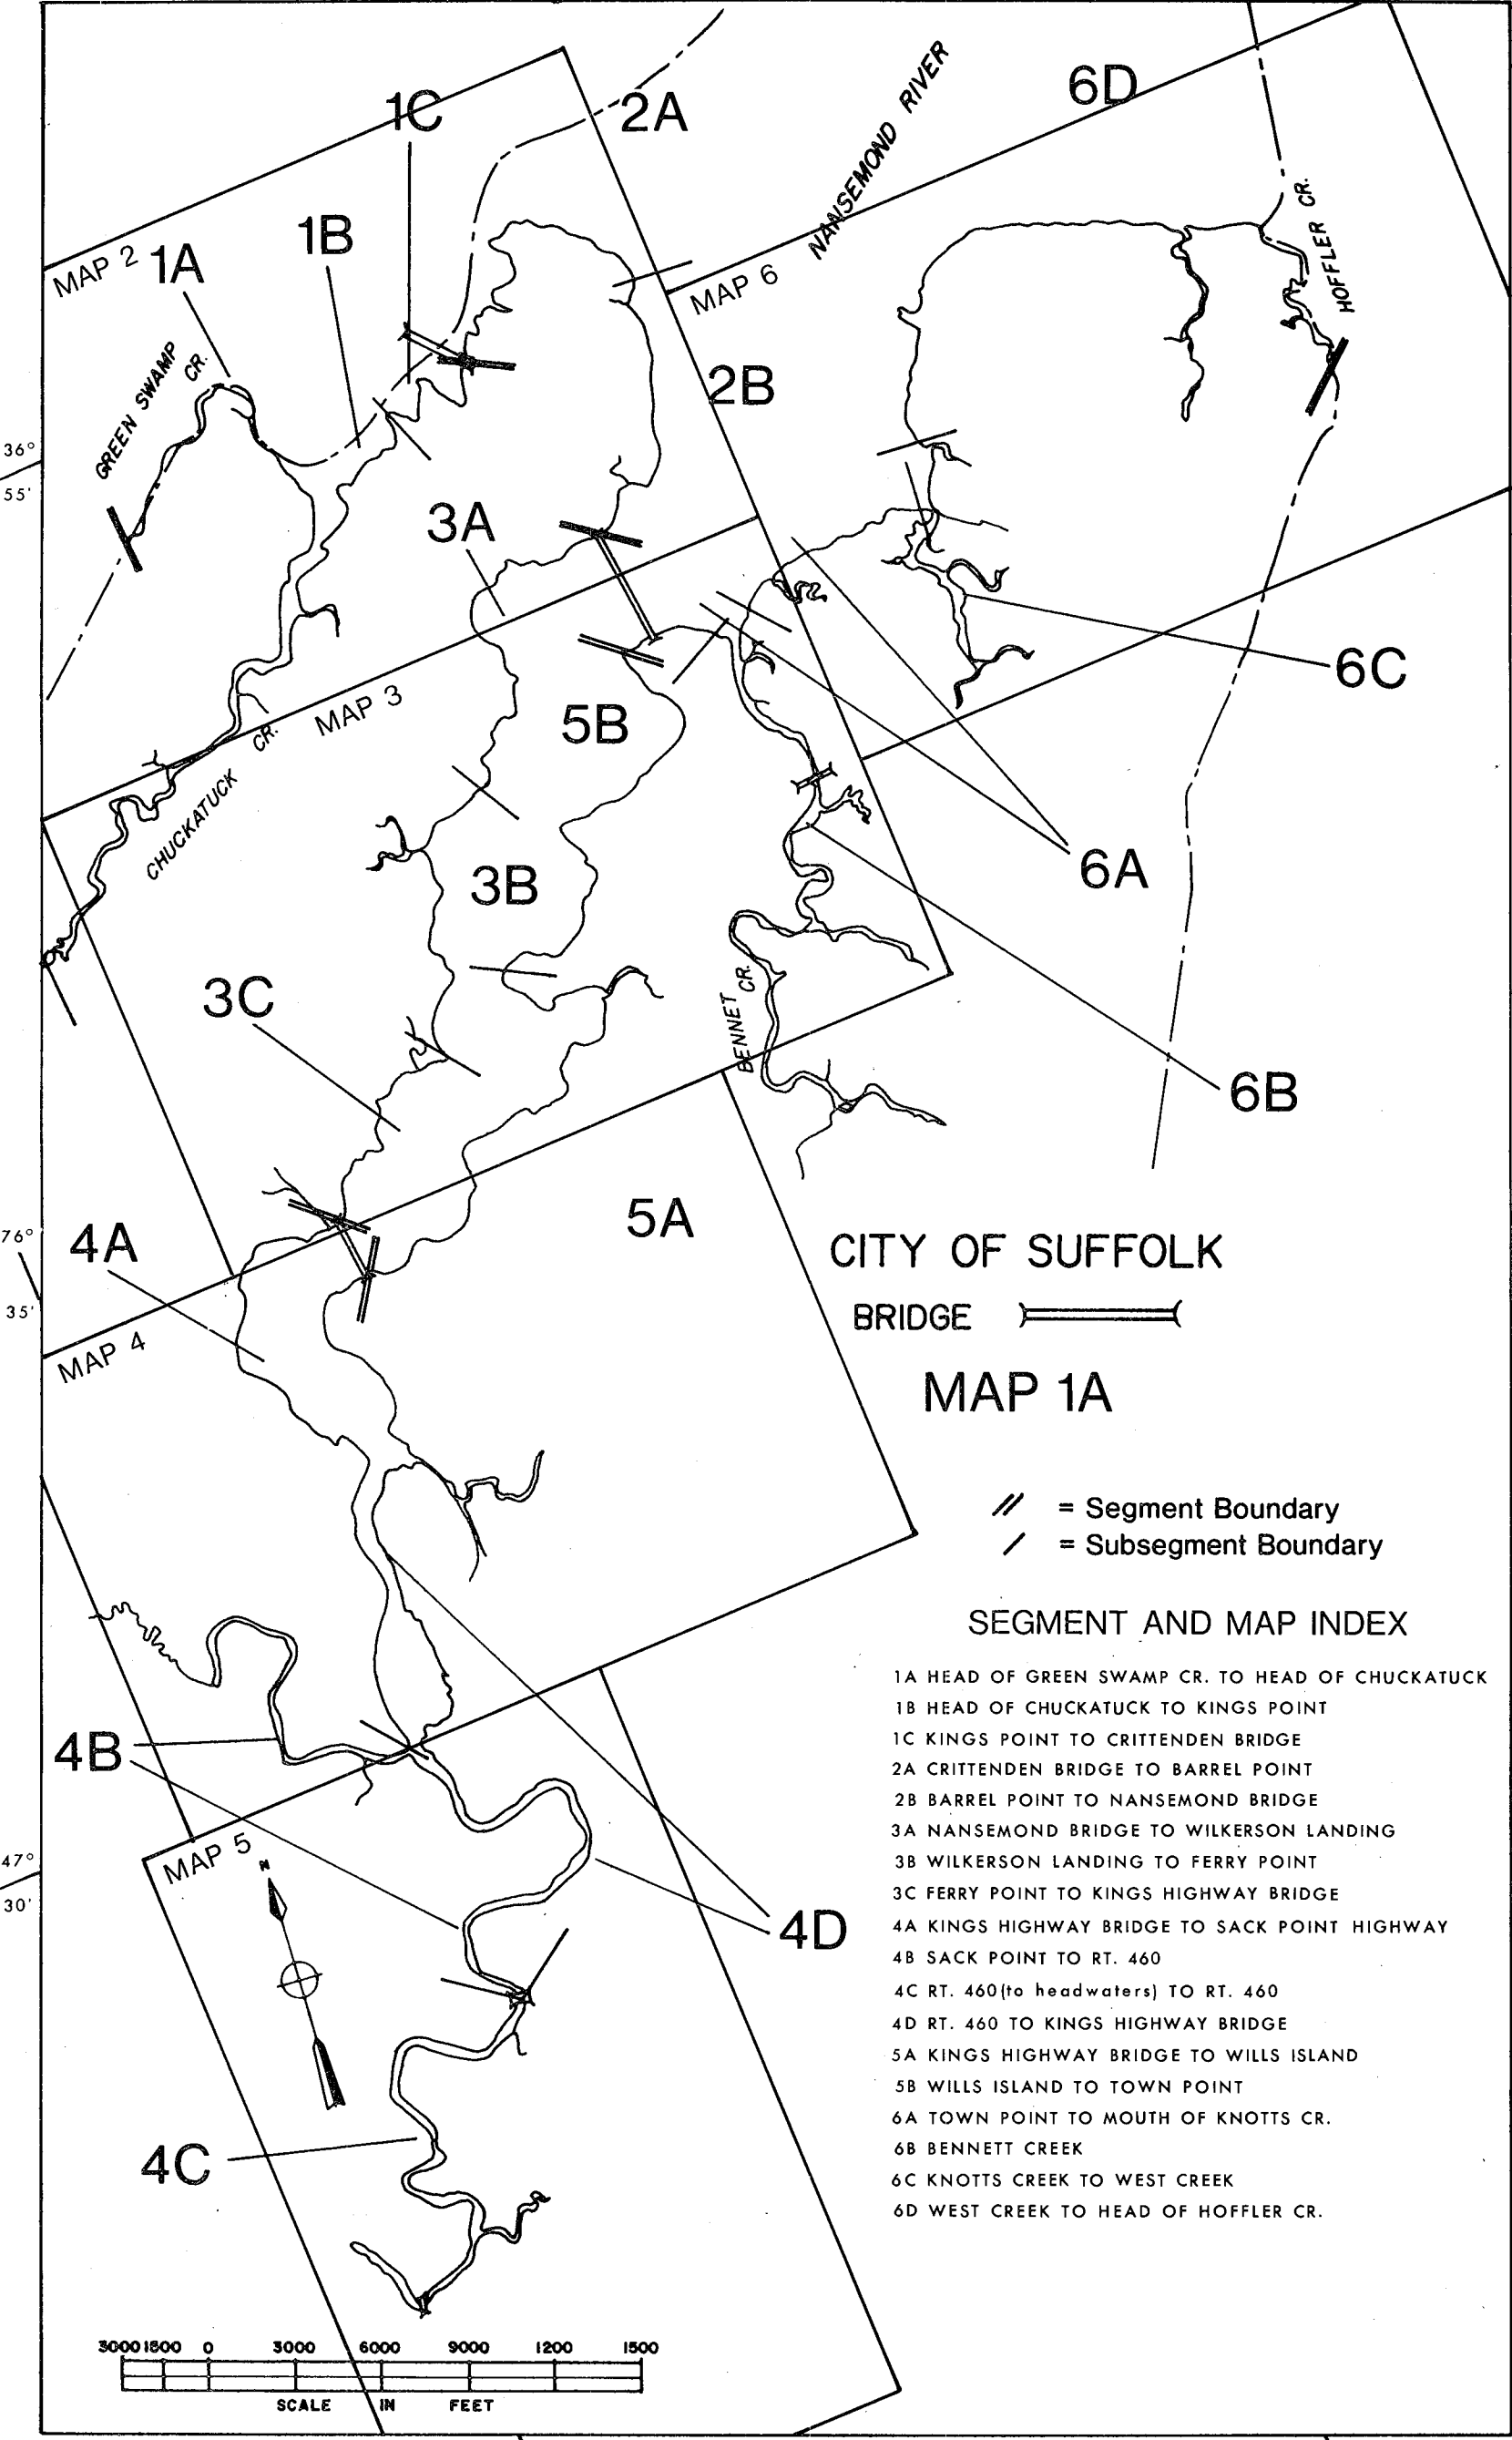 6D
1C
2A
NANSEMOND RIVER
HOFFLER CR.
1B
MAP 2
1A
MAP 6
GREEN SWAMP CR.
2B
36°
55'
3A
6C
MAP 3
5B
CHUCKATUCK CR.
6A
3B
3C
BENNET CR.
6B
5A
76°
4A
35'
MAP 4
CITY OF SUFFOLK
BRIDGE
MAP 1A
// = Segment Boundary
/ = Subsegment Boundary
SEGMENT AND MAP INDEX
1A HEAD OF GREEN SWAMP CR. TO HEAD OF CHUCKATUCK
1B HEAD OF CHUCKATUCK TO KINGS POINT
1C KINGS POINT TO CRITTENDEN BRIDGE
2A CRITTENDEN BRIDGE TO BARREL POINT
2B BARREL POINT TO NANSEMOND BRIDGE
3A NANSEMOND BRIDGE TO WILKERSON LANDING
3B WILKERSON LANDING TO FERRY POINT
3C FERRY POINT TO KINGS HIGHWAY BRIDGE
4A KINGS HIGHWAY BRIDGE TO SACK POINT HIGHWAY
4B SACK POINT TO RT. 460
4C RT. 460(to headwaters) TO RT. 460
4D RT. 460 TO KINGS HIGHWAY BRIDGE
5A KINGS HIGHWAY BRIDGE TO WILLS ISLAND
5B WILLS ISLAND TO TOWN POINT
6A TOWN POINT TO MOUTH OF KNOTTS CR.
6B BENNETT CREEK
6C KNOTTS CREEK TO WEST CREEK
6D WEST CREEK TO HEAD OF HOFFLER CR.
4B
MAP 5
N
47°
30'
4D
4C
3000 1800 0 3000 6000 9000 1200 1500
SCALE IN FEET